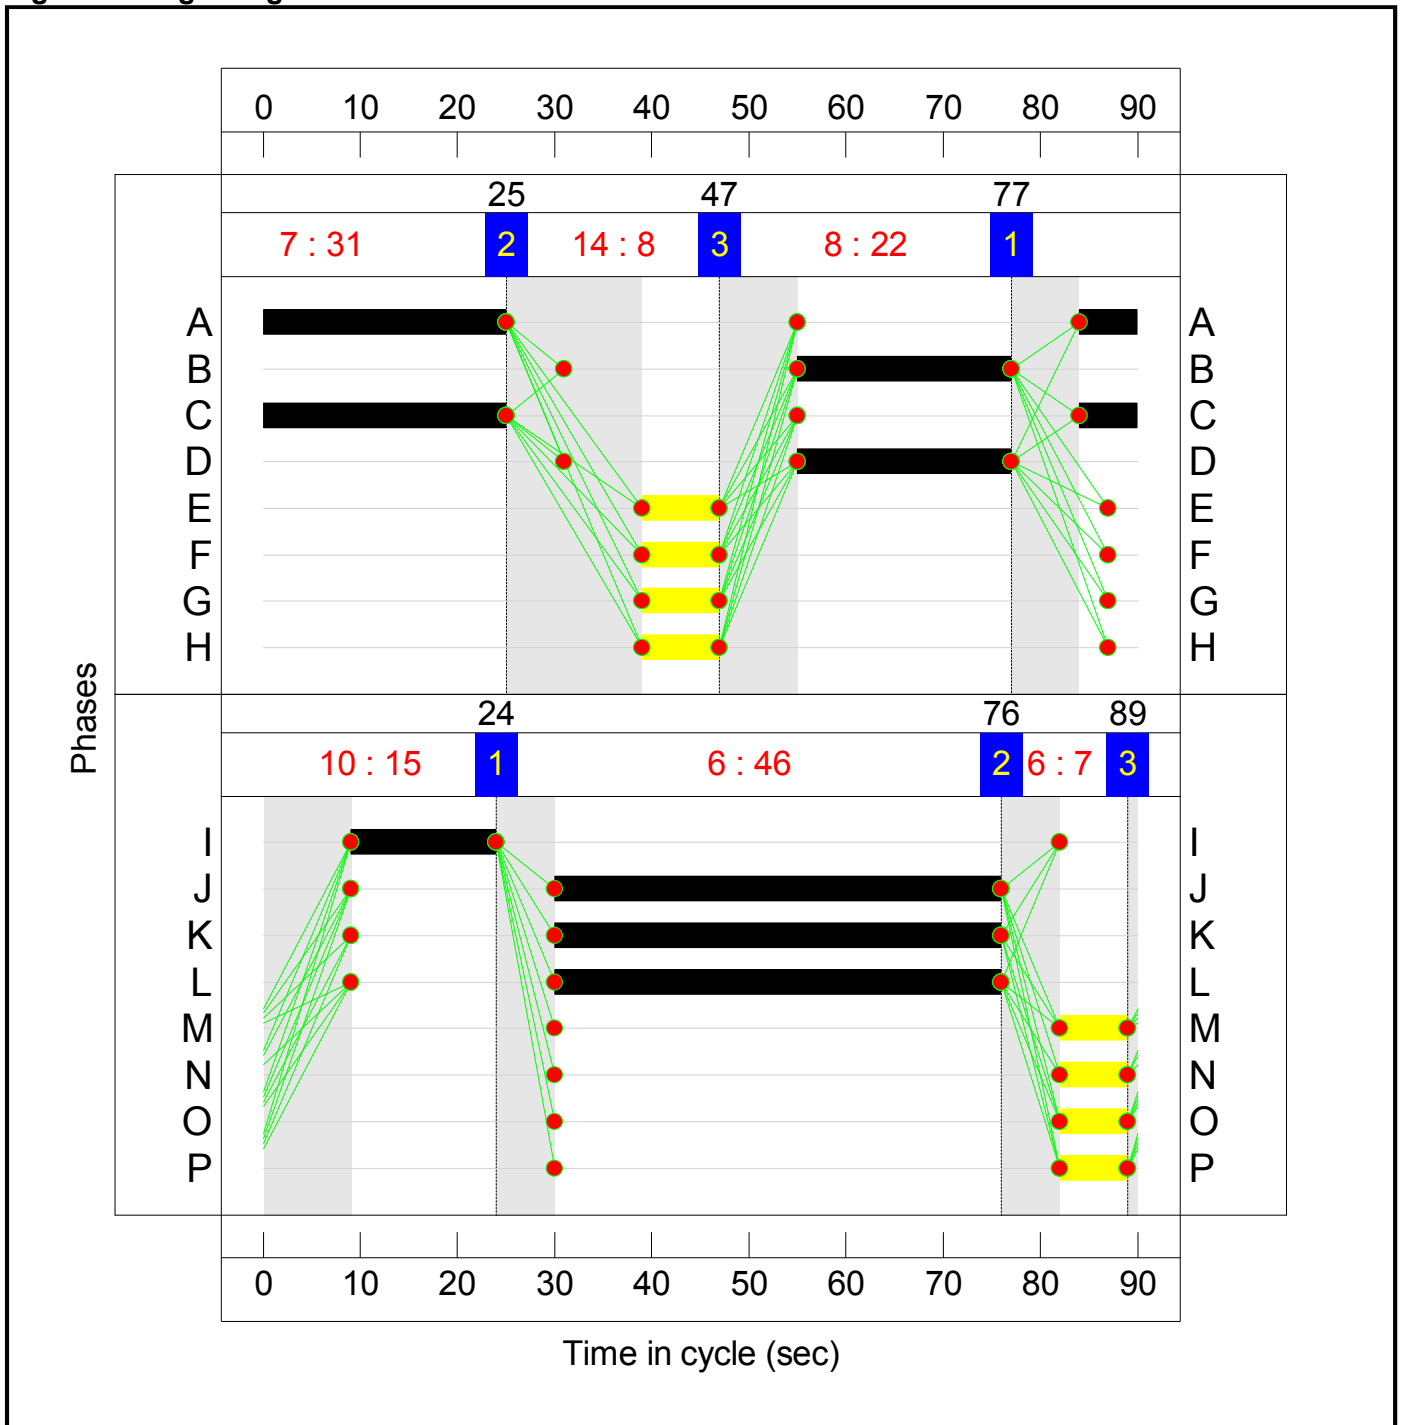 0 10 20 30 40 50 60 70 80 90
25 47 77
7 : 31 2 14 : 8 3 8 : 22 1
A A
B B
C C
D D
E E
F F
G G
H H
Phases
24 76 89
10 : 15 1 6 : 46 2 6 : 7 3
I I
J J
K K
L L
M M
N N
O O
P P
0 10 20 30 40 50 60 70 80 90
Time in cycle (sec)